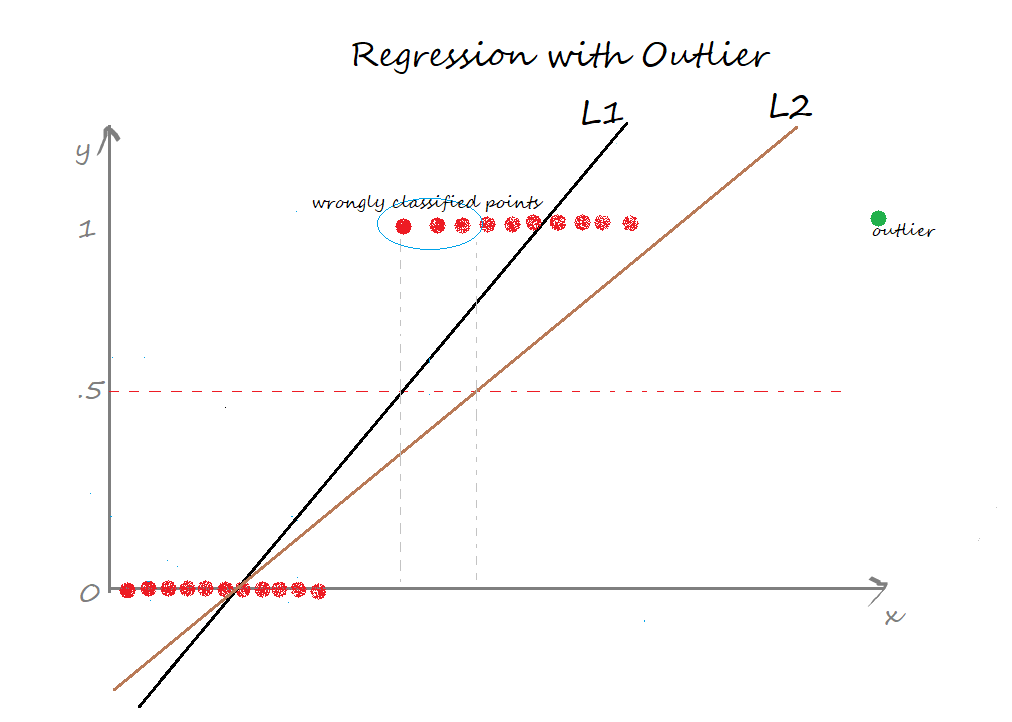 Regression with Outlier
L1
L2
y
wrongly classified points
1
outlier
.5
0
x